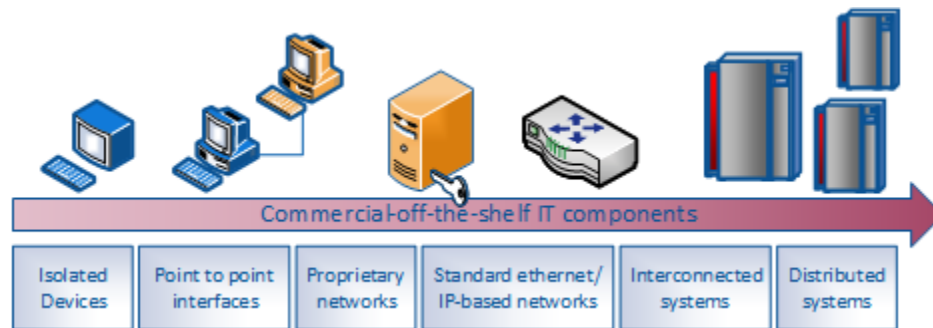 Commercial-off-the-shelf IT components
Isolated
Devices
Point to point
interfaces
Proprietary
networks
Standard ethernet/
IP-based networks
Interconnected
systems
Distributed
systems